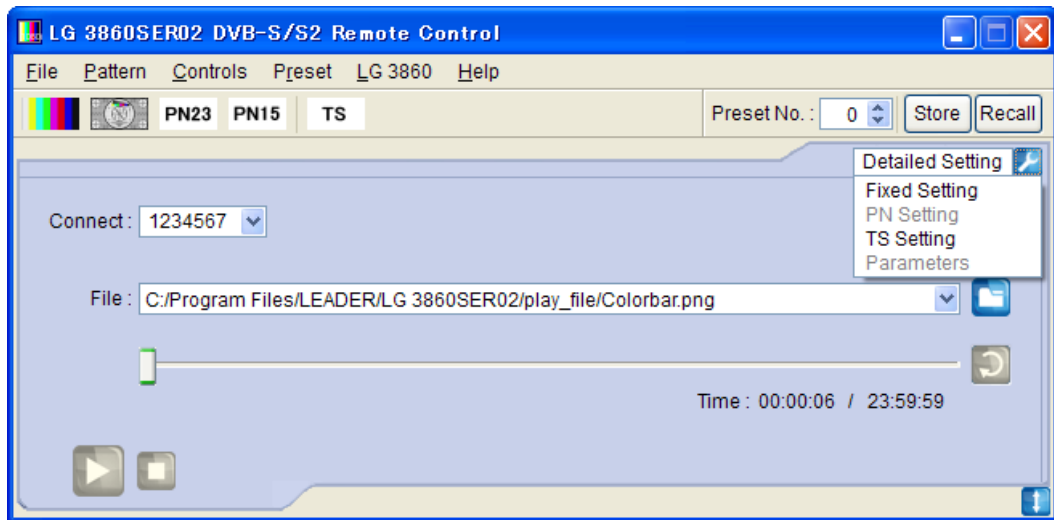 LG 3860SER02 DVB-S/S2 Remote Control
File Pattern Controls Preset LG 3860 Help
PN23 PN15 TS Preset No. : 0 Store Recall
Detailed Setting
Fixed Setting
PN Setting
TS Setting
Parameters
Connect : 1234567
File : C:/Program Files/LEADER/LG 3860SER02/play_file/Colorbar.png
Time : 00:00:06 / 23:59:59